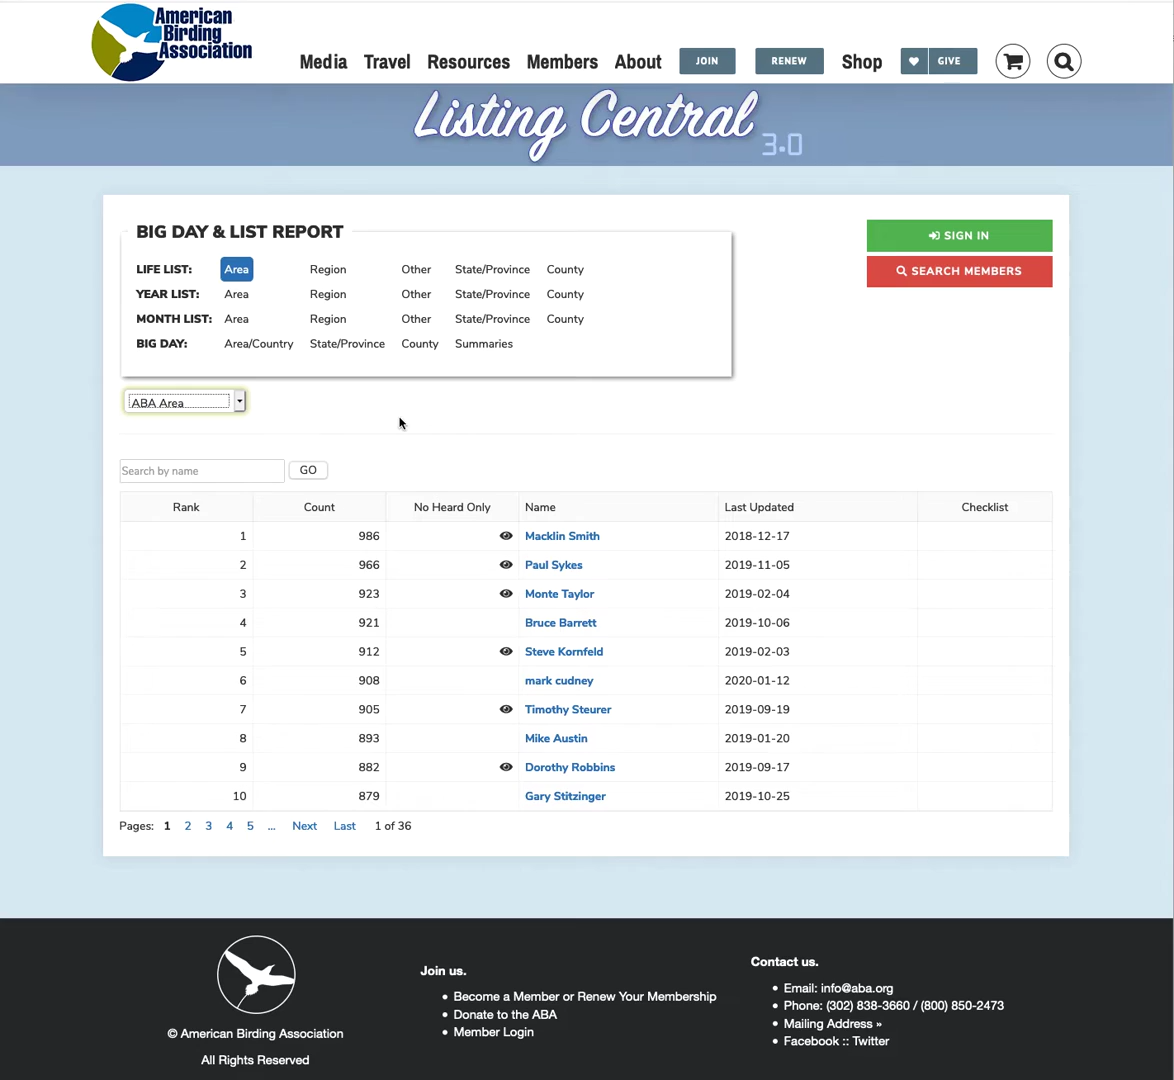 American
Birding
Association
Media Travel Resources Members About JOIN RENEW Shop GIVE
Listing Central 3.0
BIG DAY & LIST REPORT
SIGN IN
SEARCH MEMBERS
LIFE LIST: Area Region Other State/Province County
YEAR LIST: Area Region Other State/Province County
MONTH LIST: Area Region Other State/Province County
BIG DAY: Area/Country State/Province County Summaries
ABA Area
Search by name GO
Rank Count No Heard Only Name Last Updated Checklist
1 986 Macklin Smith 2018-12-17
2 966 Paul Sykes 2019-11-05
3 923 Monte Taylor 2019-02-04
4 921 Bruce Barrett 2019-10-06
5 912 Steve Kornfeld 2019-02-03
6 908 mark cudney 2020-01-12
7 905 Timothy Steurer 2019-09-19
8 893 Mike Austin 2019-01-20
9 882 Dorothy Robbins 2019-09-17
10 879 Gary Stitzinger 2019-10-25
Pages: 1 2 3 4 5 ... Next Last 1 of 36
© American Birding Association
All Rights Reserved
Join us.
• Become a Member or Renew Your Membership
• Donate to the ABA
• Member Login
Contact us.
• Email: info@aba.org
• Phone: (302) 838-3660 / (800) 850-2473
• Mailing Address »
• Facebook :: Twitter